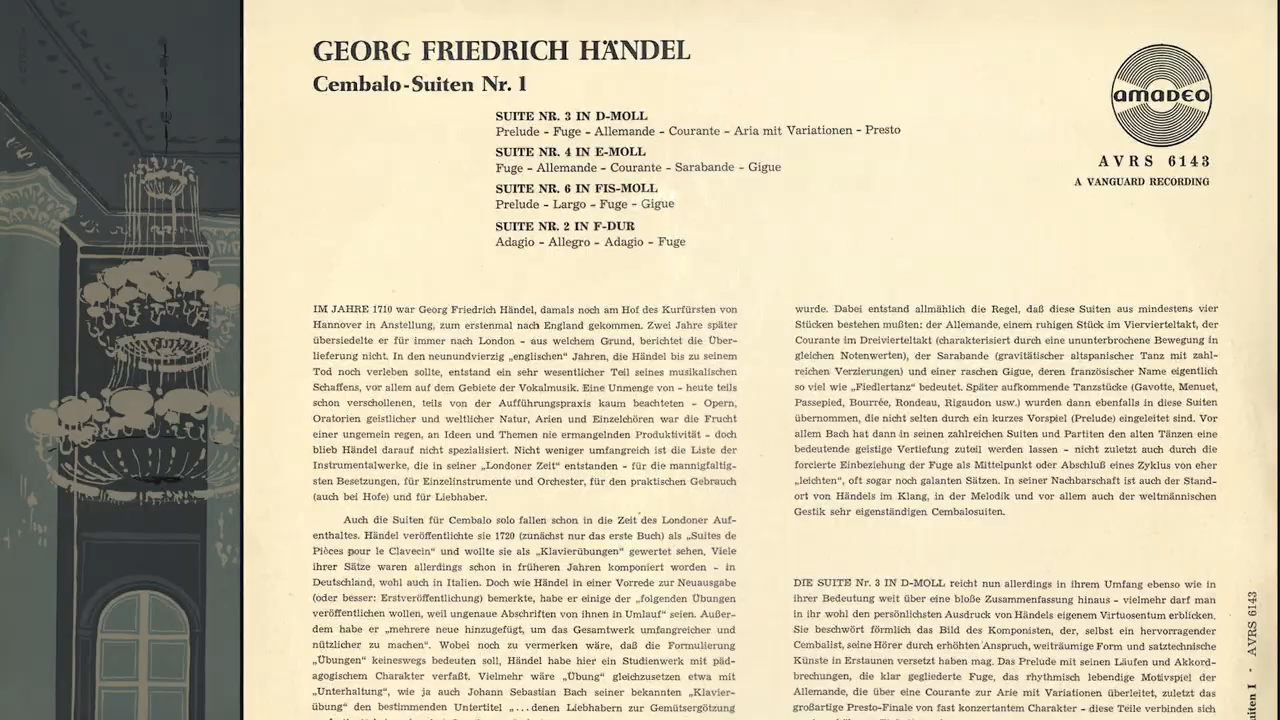 GEORG FRIEDRICH HÄNDEL
Cembalo-Suiten Nr. 1
SUITE NR. 3 IN D-MOLL
Prelude - Fuge - Allemande - Courante - Aria mit Variationen - Presto
SUITE NR. 4 IN E-MOLL
Fuge - Allemande - Courante - Sarabande - Gigue
SUITE NR. 6 IN FIS-MOLL
Prelude - Largo - Fuge - Gigue
SUITE NR. 2 IN F-DUR
Adagio - Allegro - Adagio - Fuge
amadeo
AVRS 6143
A VANGUARD RECORDING
IM JAHRE 1710 war Georg Friedrich Händel, damals noch am Hof des Kurfürsten von
Hannover in Anstellung, zum erstenmal nach England gekommen. Zwei Jahre später
übersiedelte er für immer nach London - aus welchem Grund, berichtet die Über-
lieferung nicht. In den neunundvierzig „englischen“ Jahren, die Händel bis zu seinem
Tod noch verleben sollte, entstand ein sehr wesentlicher Teil seines musikalischen
Schaffens, vor allem auf dem Gebiete der Vokalmusik. Eine Unmenge von - heute teils
schon verschollenen, teils von der Aufführungspraxis kaum beachteten - Opern,
Oratorien geistlicher und weltlicher Natur, Arien und Einzelchören war die Frucht
einer ungemein regen, an Ideen und Themen nie ermangelnden Produktivität - doch
blieb Händel darauf nicht spezialisiert. Nicht weniger umfangreich ist die Liste der
Instrumentalwerke, die in seiner „Londoner Zeit“ entstanden - für die mannigfaltig-
sten Besetzungen, für Einzelinstrumente und Orchester, für den praktischen Gebrauch
(auch bei Hofe) und für Liebhaber.
Auch die Suiten für Cembalo solo fallen schon in die Zeit des Londoner Auf-
enthaltes. Händel veröffentlichte sie 1720 (zunächst nur das erste Buch) als „Suites de
Pièces pour le Clavecin“ und wollte sie als „Klavierübungen“ gewertet sehen. Viele
ihrer Sätze waren allerdings schon in früheren Jahren komponiert worden - in
Deutschland, wohl auch in Italien. Doch wie Händel in einer Vorrede zur Neuausgabe
(oder besser: Erstveröffentlichung) bemerkte, habe er einige der „folgenden Übungen
veröffentlichen wollen, weil ungenaue Abschriften von ihnen in Umlauf“ seien. Außer-
dem habe er „mehrere neue hinzugefügt, um das Gesamtwerk umfangreicher und
nützlicher zu machen“. Wobei noch zu vermerken wäre, daß die Formulierung
„Übungen“ keineswegs bedeuten soll, Händel habe hier ein Studienwerk mit päd-
agogischem Charakter verfaßt. Vielmehr wäre „Übung“ gleichzusetzen etwa mit
„Unterhaltung“, wie ja auch Johann Sebastian Bach seiner bekannten „Klavier-
übung“ den bestimmenden Untertitel „...denen Liebhabern zur Gemütsergötzung
wurde. Dabei entstand allmählich die Regel, daß diese Suiten aus mindestens vier
Stücken bestehen mußten: der Allemande, einem ruhigen Stück im Viervierteltakt, der
Courante im Dreivierteltakt (charakterisiert durch eine ununterbrochene Bewegung in
gleichen Notenwerten), der Sarabande (gravitätischer altspanischer Tanz mit zahl-
reichen Verzierungen) und einer raschen Gigue, deren französischer Name eigentlich
so viel wie „Fiedlertanz“ bedeutet. Später aufkommende Tanzstücke (Gavotte, Menuet,
Passepied, Bourrée, Rondeau, Rigaudon usw.) wurden dann ebenfalls in diese Suiten
übernommen, die nicht selten durch ein kurzes Vorspiel (Prelude) eingeleitet sind. Vor
allem Bach hat dann in seinen zahlreichen Suiten und Partiten den alten Tänzen eine
bedeutende geistige Vertiefung zuteil werden lassen - nicht zuletzt auch durch die
forcierte Einbeziehung der Fuge als Mittelpunkt oder Abschluß eines Zyklus von eher
„leichten“, oft sogar noch galanten Sätzen. In seiner Nachbarschaft ist auch der Stand-
ort von Händels im Klang, in der Melodik und vor allem auch der weltmännischen
Gestik sehr eigenständigen Cembalosuiten.
DIE SUITE Nr. 3 IN D-MOLL reicht nun allerdings in ihrem Umfang ebenso wie in
ihrer Bedeutung weit über eine bloße Zusammenfassung hinaus - vielmehr darf man
in ihr wohl den persönlichsten Ausdruck von Händels eigenem Virtuosentum erblicken.
Sie beschwört förmlich das Bild des Komponisten, der, selbst ein hervorragender
Cembalist, seine Hörer durch erhöhten Anspruch, welträumige Form und satztechnische
Künste in Erstaunen versetzt haben mag. Das Prelude mit seinen Läufen und Akkord-
brechungen, die klar gegliederte Fuge, das rhythmisch lebendige Motivspiel der
Allemande, die über eine Courante zur Arie mit Variationen überleitet, zuletzt das
großartige Presto-Finale von fast konzertantem Charakter - diese Teile verbinden sich
uiten I · AVRS 6143